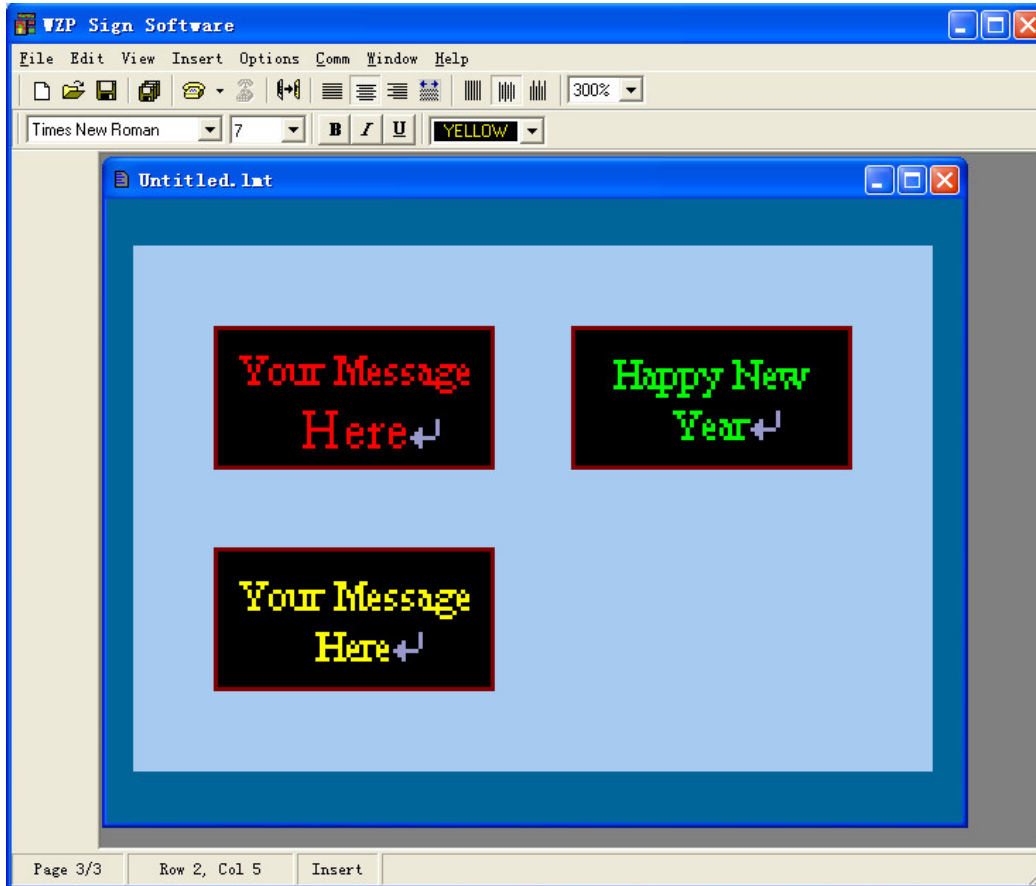 WZP Sign Software
File Edit View Insert Options Comm Window Help
300%
Times New Roman 7 B I U YELLOW
Untitled.lmt
Your Message
Here
Happy New
Year
Your Message
Here
Page 3/3 Row 2, Col 5 Insert